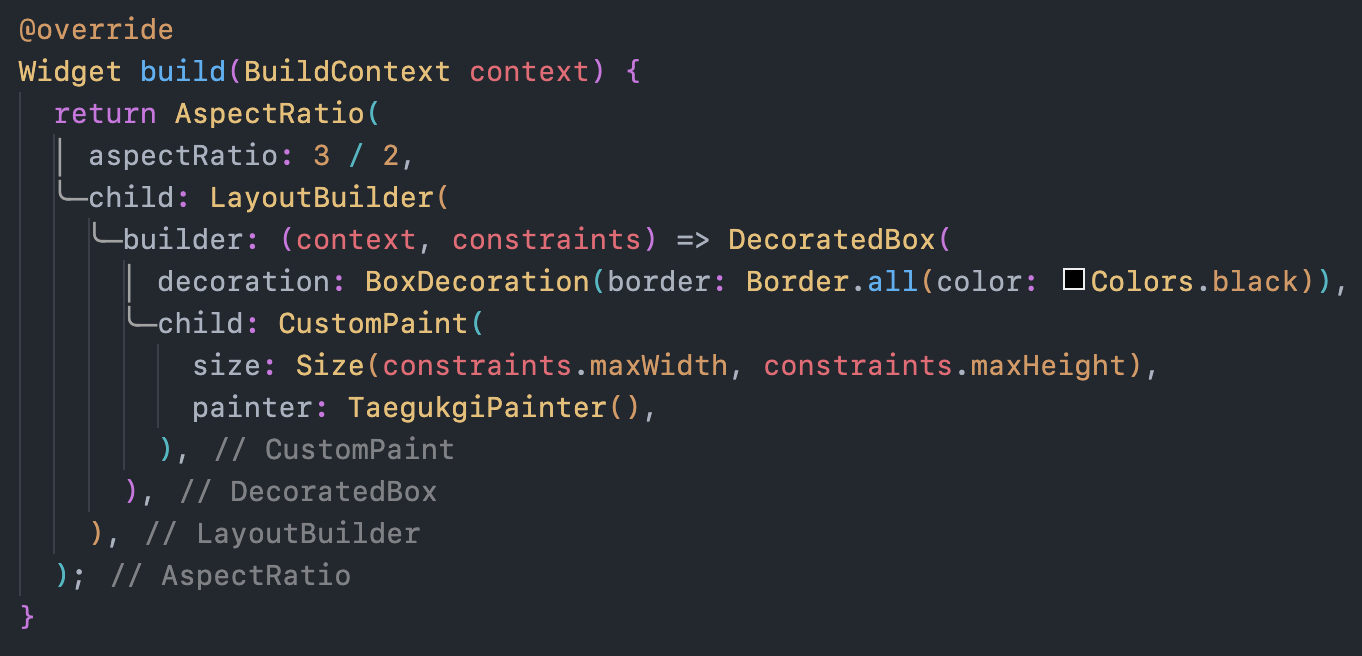 @override
Widget build(BuildContext context) {
  return AspectRatio(
    aspectRatio: 3 / 2,
    child: LayoutBuilder(
      builder: (context, constraints) => DecoratedBox(
        decoration: BoxDecoration(border: Border.all(color: Colors.black)),
        child: CustomPaint(
          size: Size(constraints.maxWidth, constraints.maxHeight),
          painter: TaegukgiPainter(),
        ), // CustomPaint
      ), // DecoratedBox
    ), // LayoutBuilder
  ); // AspectRatio
}